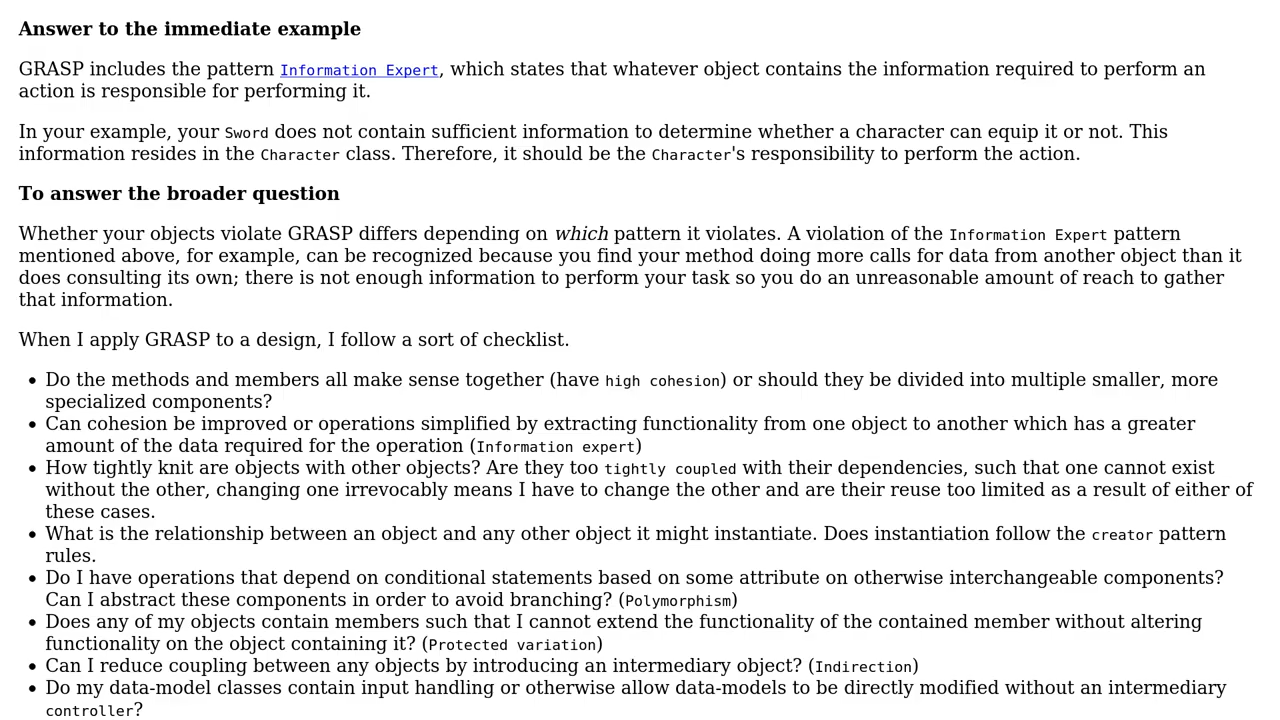 Answer to the immediate example
GRASP includes the pattern Information Expert, which states that whatever object contains the information required to perform an
action is responsible for performing it.
In your example, your Sword does not contain sufficient information to determine whether a character can equip it or not. This
information resides in the Character class. Therefore, it should be the Character's responsibility to perform the action.
To answer the broader question
Whether your objects violate GRASP differs depending on which pattern it violates. A violation of the Information Expert pattern
mentioned above, for example, can be recognized because you find your method doing more calls for data from another object than it
does consulting its own; there is not enough information to perform your task so you do an unreasonable amount of reach to gather
that information.
When I apply GRASP to a design, I follow a sort of checklist.
• Do the methods and members all make sense together (have high cohesion) or should they be divided into multiple smaller, more
specialized components?
• Can cohesion be improved or operations simplified by extracting functionality from one object to another which has a greater
amount of the data required for the operation (Information expert)
• How tightly knit are objects with other objects? Are they too tightly coupled with their dependencies, such that one cannot exist
without the other, changing one irrevocably means I have to change the other and are their reuse too limited as a result of either of
these cases.
• What is the relationship between an object and any other object it might instantiate. Does instantiation follow the creator pattern
rules.
• Do I have operations that depend on conditional statements based on some attribute on otherwise interchangeable components?
Can I abstract these components in order to avoid branching? (Polymorphism)
• Does any of my objects contain members such that I cannot extend the functionality of the contained member without altering
functionality on the object containing it? (Protected variation)
• Can I reduce coupling between any objects by introducing an intermediary object? (Indirection)
• Do my data-model classes contain input handling or otherwise allow data-models to be directly modified without an intermediary
controller?